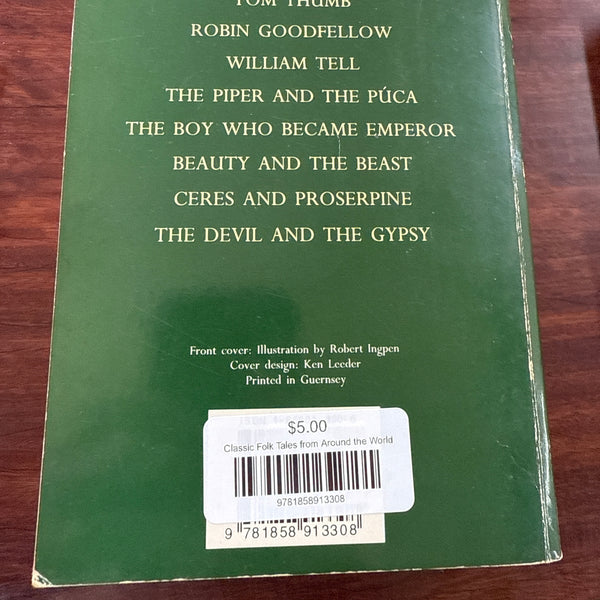 TOM THUMB
ROBIN GOODFELLOW
WILLIAM TELL
THE PIPER AND THE PÚCA
THE BOY WHO BECAME EMPEROR
BEAUTY AND THE BEAST
CERES AND PROSERPINE
THE DEVIL AND THE GYPSY
Front cover: Illustration by Robert Ingpen
Cover design: Ken Leeder
Printed in Guernsey
$5.00
Classic Folk Tales from Around the World
9781858913308
9 781858 913308